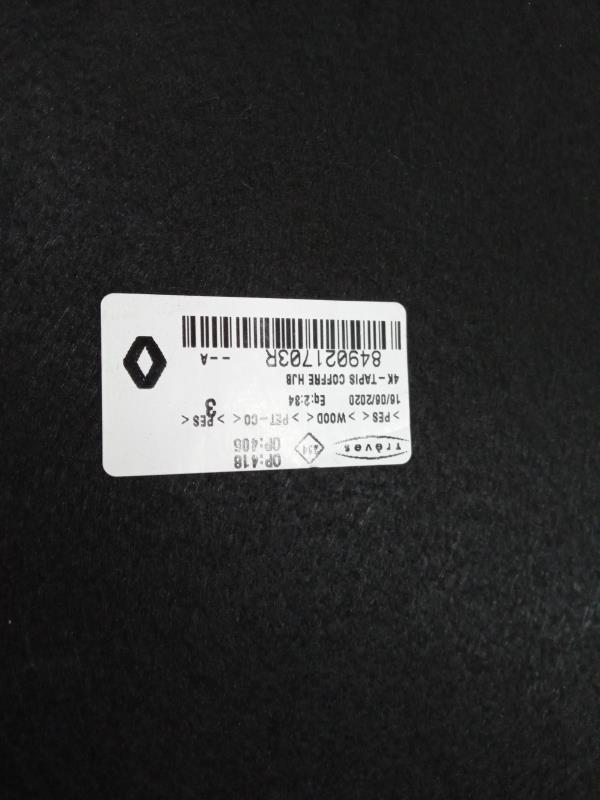 Trèves 434 OP:418
OP:406
>PES< >WOOD< >PET-CO< >PES<
16/06/2020 Eq:2:34 3
4K-TAPIS COFFRE HJB
849021703R --A